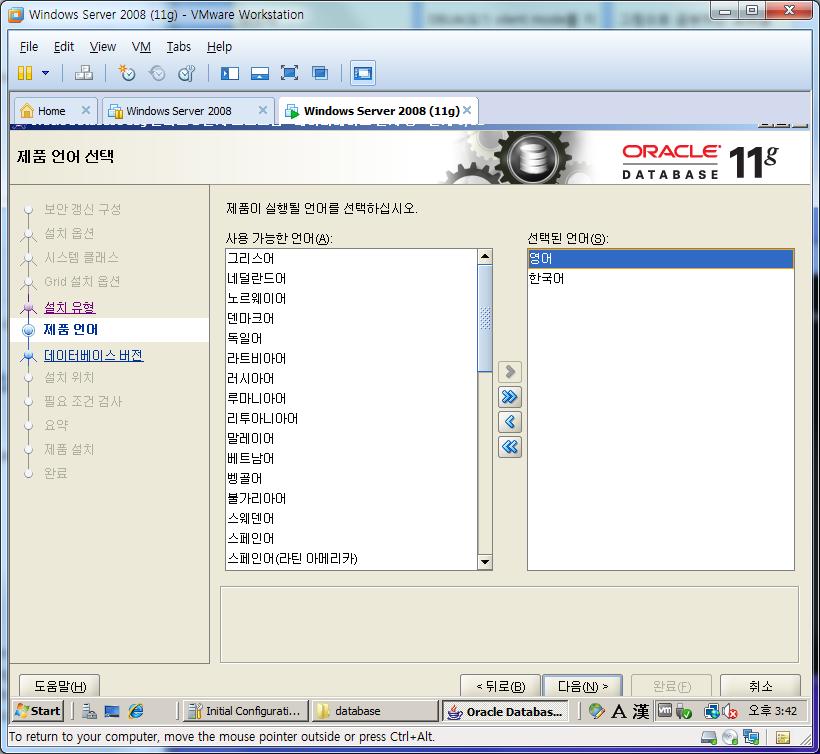 Windows Server 2008 (11g) - VMware Workstation
File Edit View VM Tabs Help
Home Windows Server 2008 Windows Server 2008 (11g)
제품 언어 선택
ORACLE
DATABASE 11g
보안 갱신 구성
설치 옵션
시스템 클래스
Grid 설치 옵션
설치 유형
제품 언어
데이터베이스 버전
설치 위치
필요 조건 검사
요약
제품 설치
완료
제품이 실행될 언어를 선택하십시오.
사용 가능한 언어(A):
그리스어
네덜란드어
노르웨이어
덴마크어
독일어
라트비아어
러시아어
루마니아어
리투아니아어
말레이어
베트남어
벵골어
불가리아어
스웨덴어
스페인어
스페인어(라틴 아메리카)
선택된 언어(S):
영어
한국어
도움말(H) < 뒤로(B) 다음(N) > 완료(F) 취소
Start Initial Configurati... database Oracle Databas... A 漢 오후 3:42
To return to your computer, move the mouse pointer outside or press Ctrl+Alt.